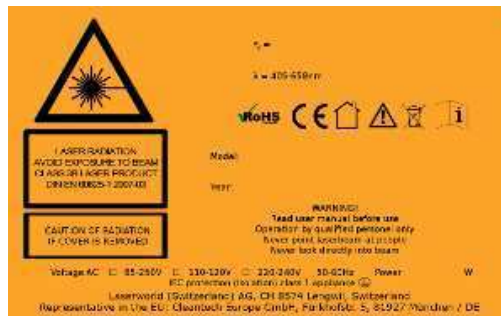 P =
λ = 405-658nm
RoHS CE i
LASER RADIATION
AVOID EXPOSURE TO BEAM
CLASS 3B LASER PRODUCT
DIN EN 60825-1:2007-03
Model:
Year:
CAUTION OF RADIATION
IF COVER IS REMOVED
WARNING!
Read user manual before use
Operation by qualified personal only
Never point laserbeam at people
Never look directly into beam
Voltage AC □ 85-250V □ 110-120V □ 220-240V 50-60Hz Power W
IEC protection (isolation) class 1 appliance
Laserworld (Switzerland) AG, CH 8574 Lengwil, Switzerland
Representative in the EU: Cleantech Europe GmbH, Fürkhofstr. 5, 81927 München / DE